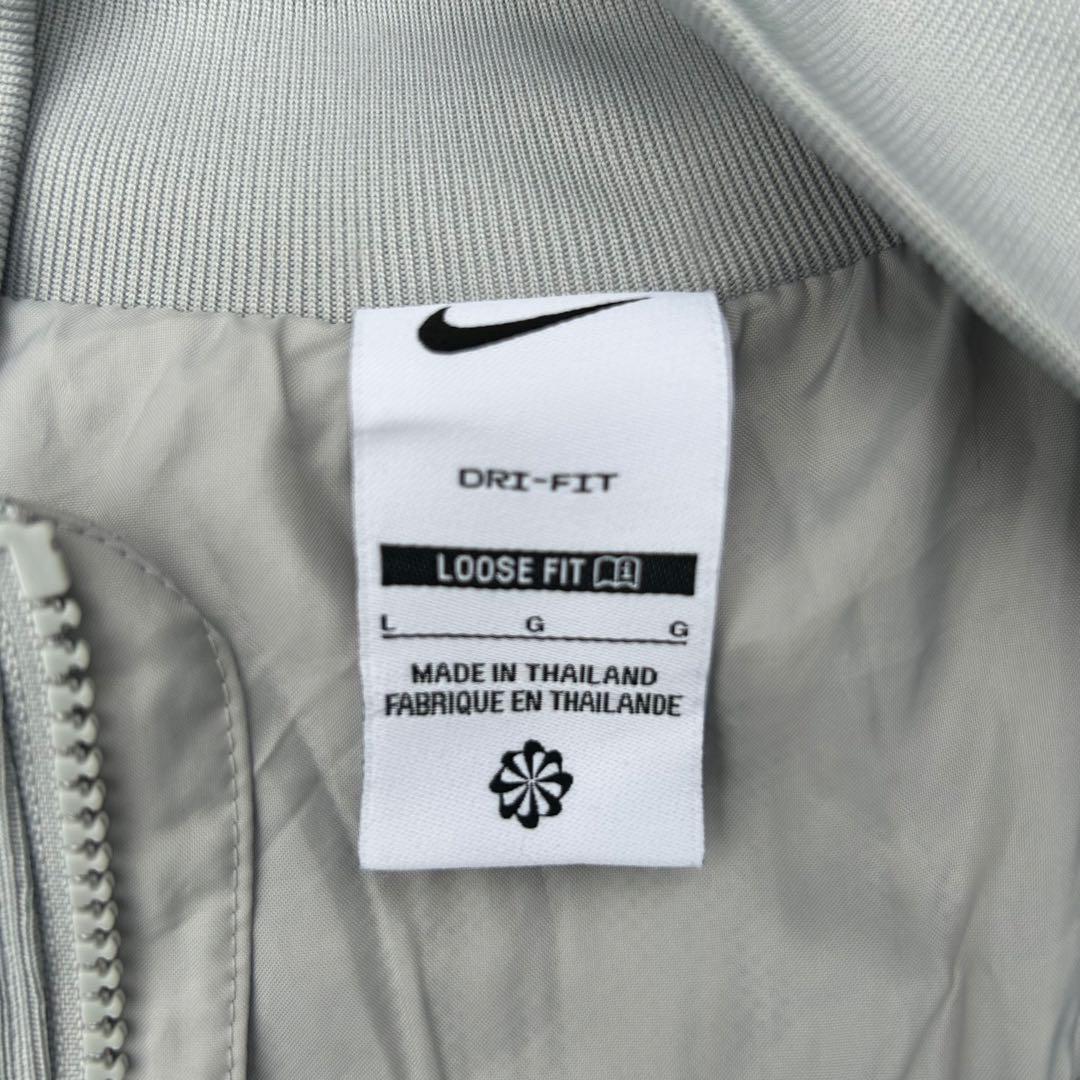 DRI-FIT
LOOSE FIT
L G G
MADE IN THAILAND
FABRIQUE EN THAILANDE